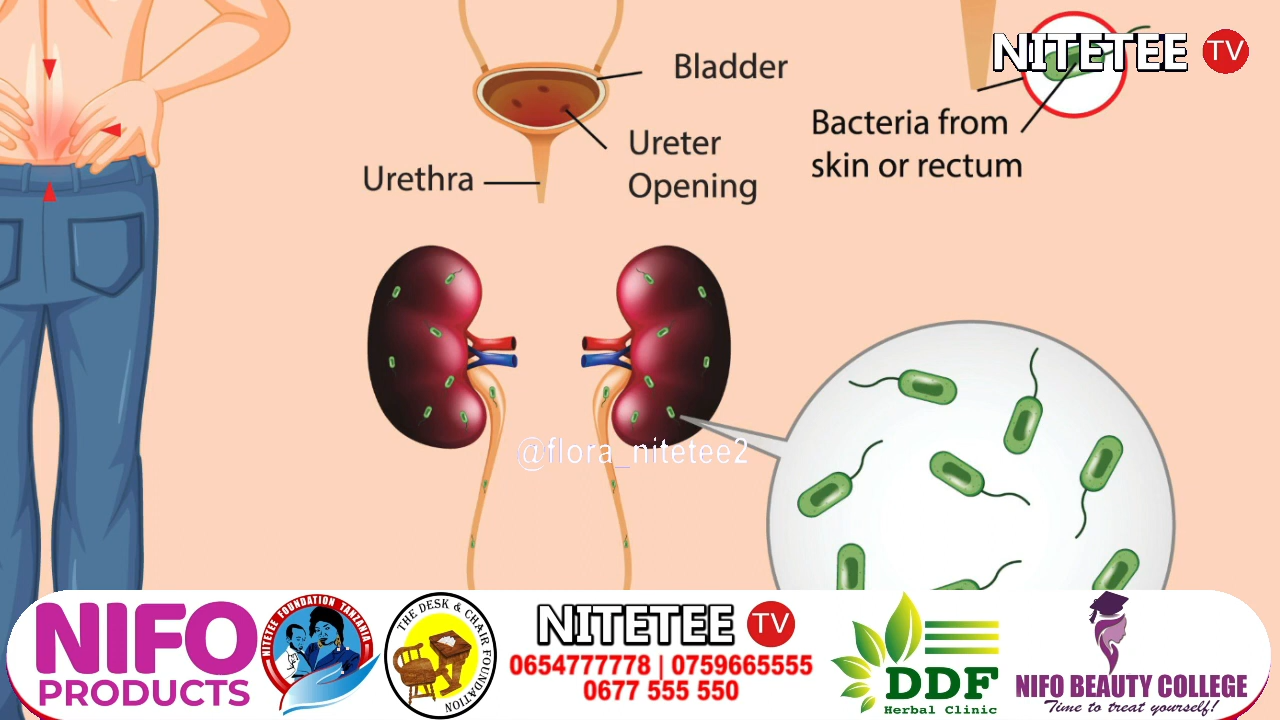 NITETEE TV
Bladder
Ureter
Opening
Urethra
Bacteria from
skin or rectum
@flora_nitetee2
NIFO
PRODUCTS
NITETEE FOUNDATION TANZANIA
THE DESK & CHAIR FOUNDATION
NITETEE TV
0654777778 | 0759665555
0677 555 550
DDF
Herbal Clinic
NIFO BEAUTY COLLEGE
Time to treat yourself!